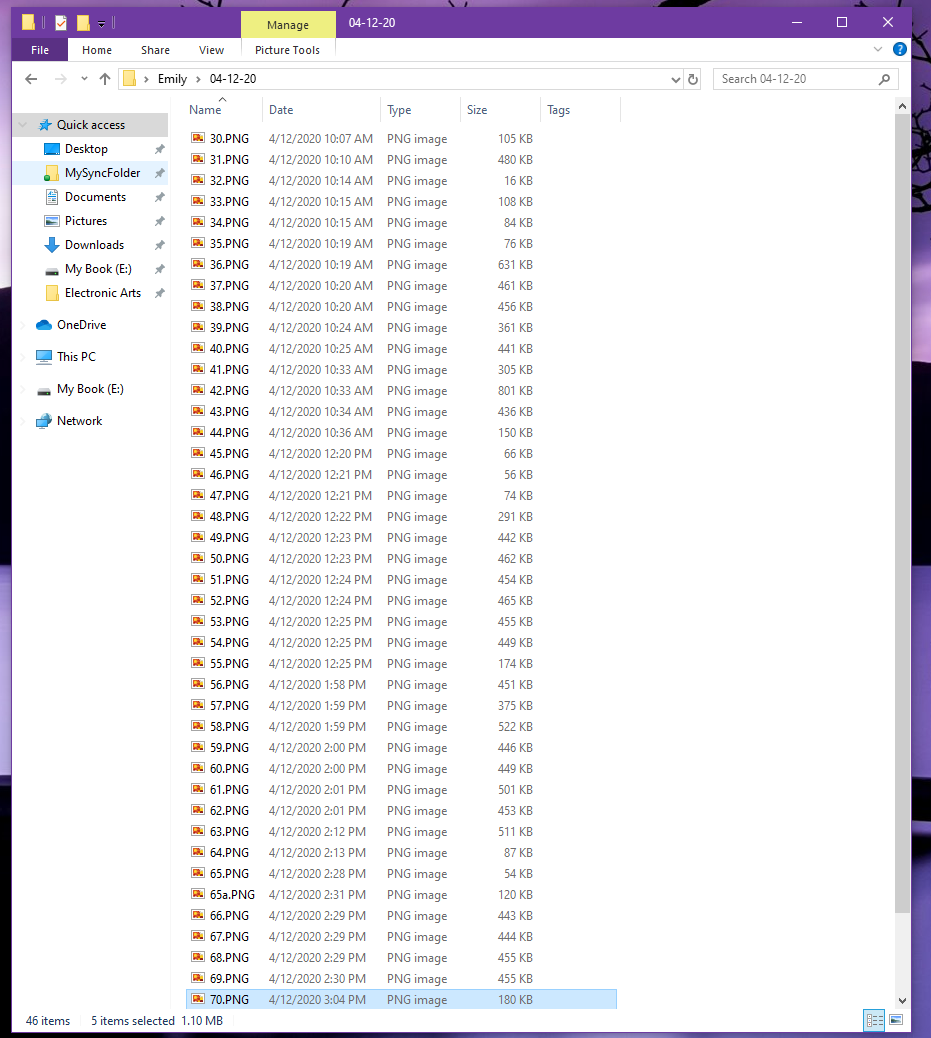 Manage 04-12-20
File Home Share View Picture Tools
Emily 04-12-20 Search 04-12-20
Name Date Type Size Tags
Quick access
Desktop
MySyncFolder
Documents
Pictures
Downloads
My Book (E:)
Electronic Arts
OneDrive
This PC
My Book (E:)
Network
30.PNG 4/12/2020 10:07 AM PNG image 105 KB
31.PNG 4/12/2020 10:10 AM PNG image 480 KB
32.PNG 4/12/2020 10:14 AM PNG image 16 KB
33.PNG 4/12/2020 10:15 AM PNG image 108 KB
34.PNG 4/12/2020 10:15 AM PNG image 84 KB
35.PNG 4/12/2020 10:19 AM PNG image 76 KB
36.PNG 4/12/2020 10:19 AM PNG image 631 KB
37.PNG 4/12/2020 10:20 AM PNG image 461 KB
38.PNG 4/12/2020 10:20 AM PNG image 456 KB
39.PNG 4/12/2020 10:24 AM PNG image 361 KB
40.PNG 4/12/2020 10:25 AM PNG image 441 KB
41.PNG 4/12/2020 10:33 AM PNG image 305 KB
42.PNG 4/12/2020 10:33 AM PNG image 801 KB
43.PNG 4/12/2020 10:34 AM PNG image 436 KB
44.PNG 4/12/2020 10:36 AM PNG image 150 KB
45.PNG 4/12/2020 12:20 PM PNG image 66 KB
46.PNG 4/12/2020 12:21 PM PNG image 56 KB
47.PNG 4/12/2020 12:21 PM PNG image 74 KB
48.PNG 4/12/2020 12:22 PM PNG image 291 KB
49.PNG 4/12/2020 12:23 PM PNG image 442 KB
50.PNG 4/12/2020 12:23 PM PNG image 462 KB
51.PNG 4/12/2020 12:24 PM PNG image 454 KB
52.PNG 4/12/2020 12:24 PM PNG image 465 KB
53.PNG 4/12/2020 12:25 PM PNG image 455 KB
54.PNG 4/12/2020 12:25 PM PNG image 449 KB
55.PNG 4/12/2020 12:25 PM PNG image 174 KB
56.PNG 4/12/2020 1:58 PM PNG image 451 KB
57.PNG 4/12/2020 1:59 PM PNG image 375 KB
58.PNG 4/12/2020 1:59 PM PNG image 522 KB
59.PNG 4/12/2020 2:00 PM PNG image 446 KB
60.PNG 4/12/2020 2:00 PM PNG image 449 KB
61.PNG 4/12/2020 2:01 PM PNG image 501 KB
62.PNG 4/12/2020 2:01 PM PNG image 453 KB
63.PNG 4/12/2020 2:12 PM PNG image 511 KB
64.PNG 4/12/2020 2:13 PM PNG image 87 KB
65.PNG 4/12/2020 2:28 PM PNG image 54 KB
65a.PNG 4/12/2020 2:31 PM PNG image 120 KB
66.PNG 4/12/2020 2:29 PM PNG image 443 KB
67.PNG 4/12/2020 2:29 PM PNG image 444 KB
68.PNG 4/12/2020 2:29 PM PNG image 455 KB
69.PNG 4/12/2020 2:30 PM PNG image 455 KB
70.PNG 4/12/2020 3:04 PM PNG image 180 KB
46 items 5 items selected 1.10 MB